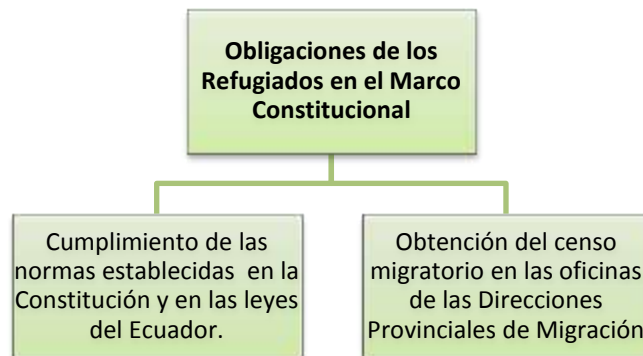 Obligaciones de los
Refugiados en el Marco
Constitucional
Cumplimiento de las
normas establecidas en la
Constitución y en las leyes
del Ecuador.
Obtención del censo
migratorio en las oficinas
de las Direcciones
Provinciales de Migración